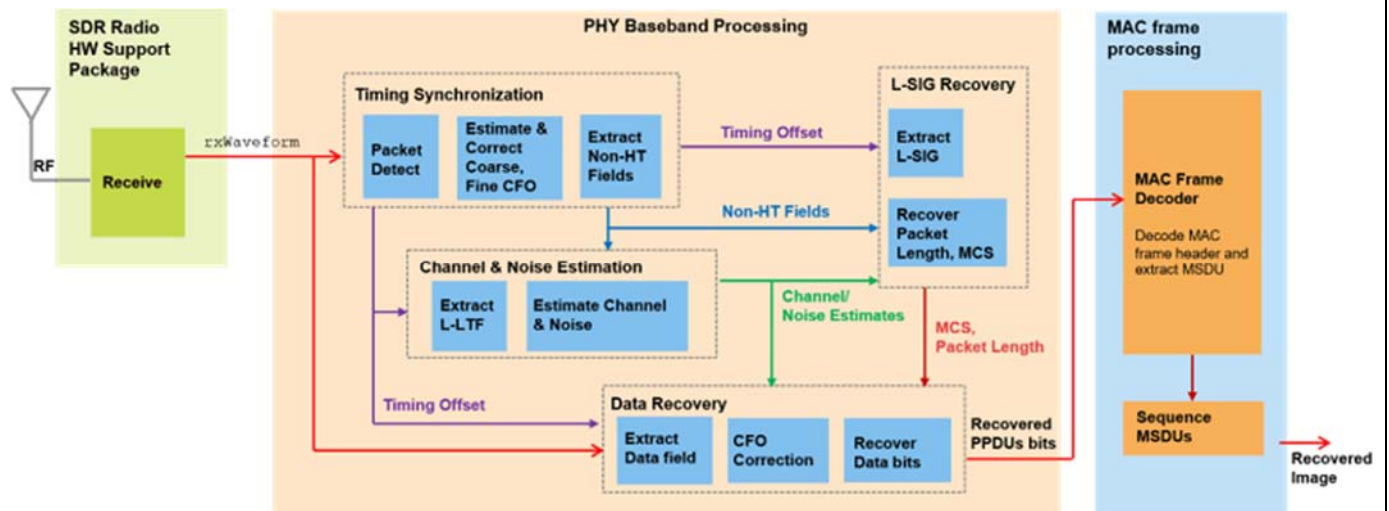 SDR Radio
HW Support
Package
RF
Receive
rxWaveform
PHY Baseband Processing
Timing Synchronization
Packet
Detect
Estimate &
Correct
Coarse,
Fine CFO
Extract
Non-HT
Fields
Timing Offset
Non-HT Fields
L-SIG Recovery
Extract
L-SIG
Recover
Packet
Length, MCS
Channel & Noise Estimation
Extract
L-LTF
Estimate Channel
& Noise
Channel/
Noise Estimates
MCS,
Packet Length
Timing Offset
Data Recovery
Extract
Data field
CFO
Correction
Recover
Data bits
Recovered
PPDUs bits
MAC frame
processing
MAC Frame
Decoder
Decode MAC
frame header and
extract MSDU
Sequence
MSDUs
Recovered
Image